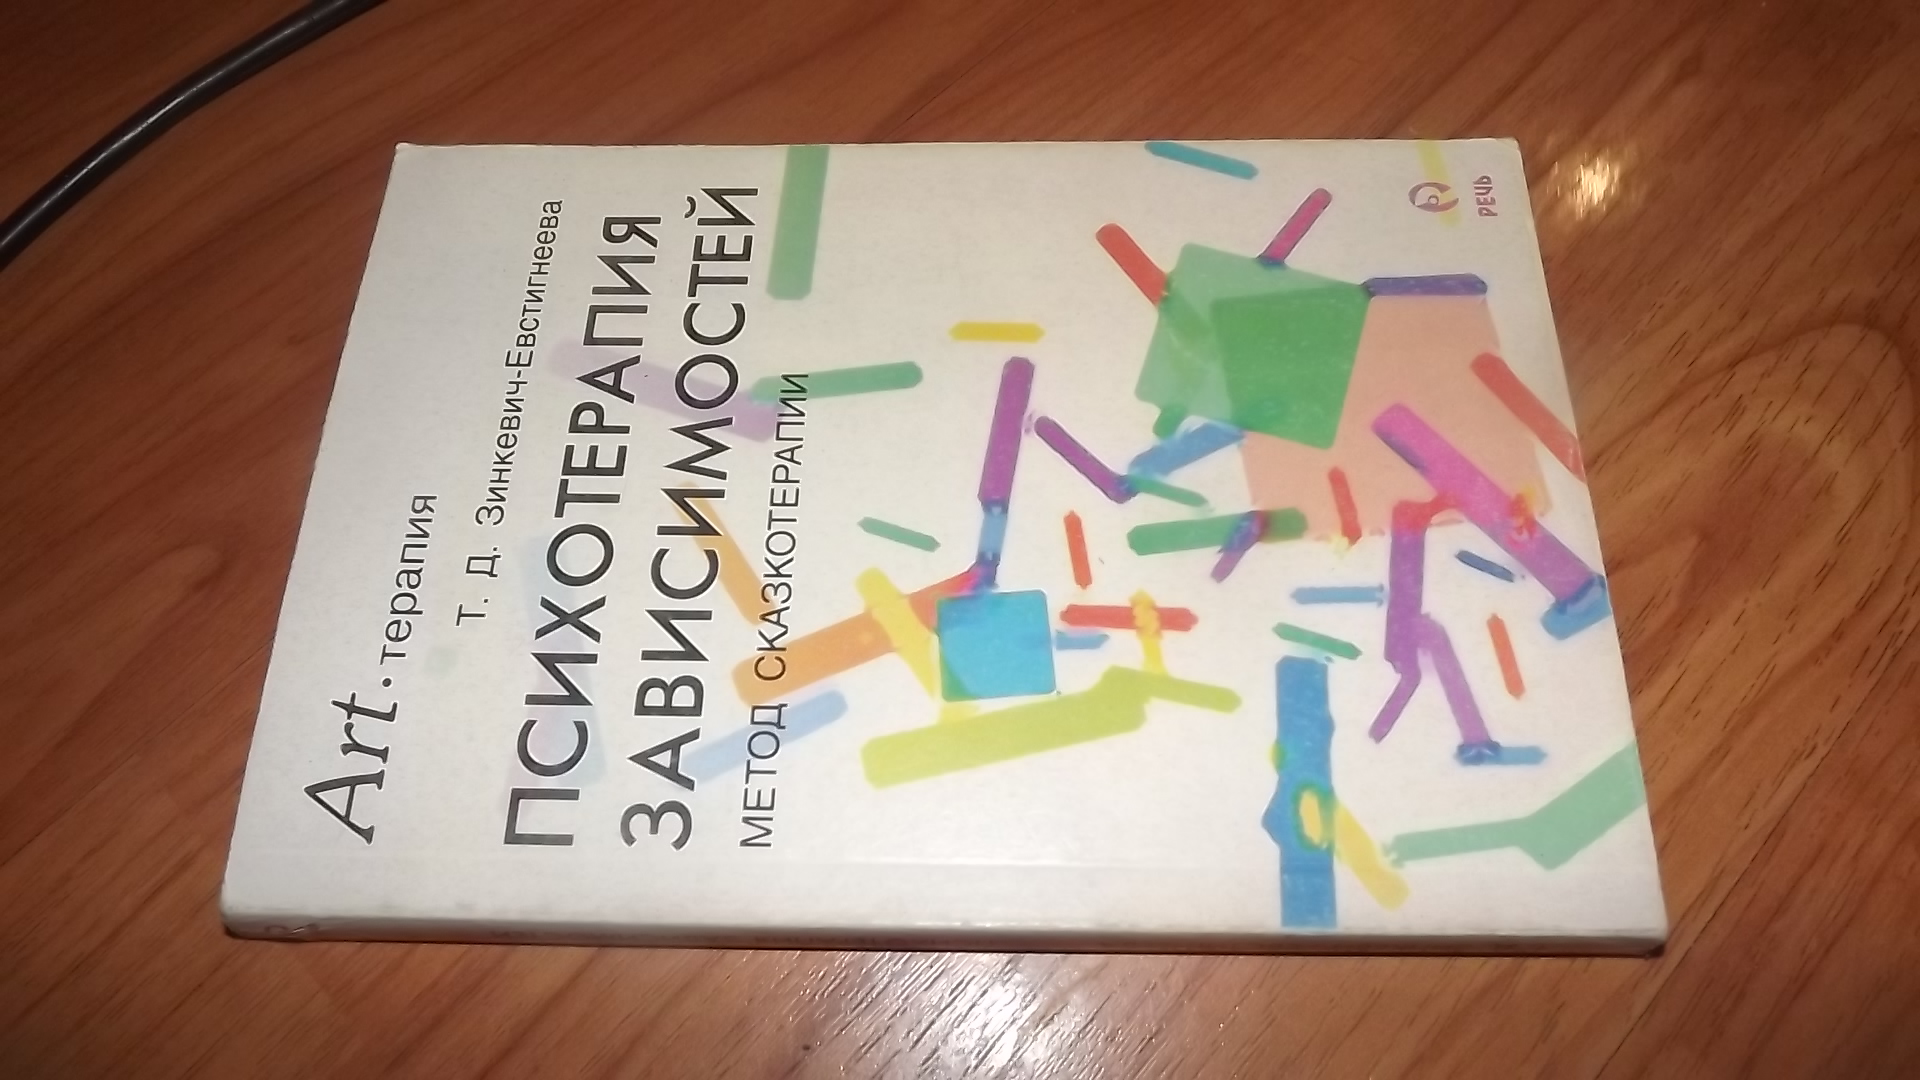 Art.терапия
Т. Д. Зинкевич-Евстигнеева
ПСИХОТЕРАПИЯ
ЗАВИСИМОСТЕЙ
МЕТОД СКАЗКОТЕРАПИИ
РЕЧЬ